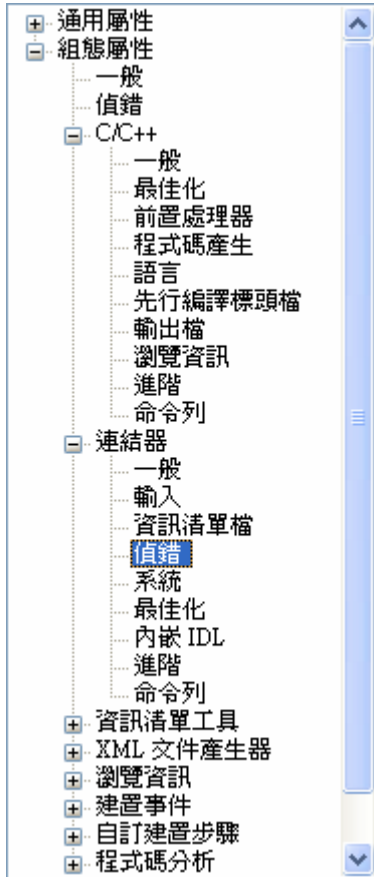 通用屬性
組態屬性
一般
偵錯
C/C++
一般
最佳化
前置處理器
程式碼產生
語言
先行編譯標頭檔
輸出檔
瀏覽資訊
進階
命令列
連結器
一般
輸入
資訊清單檔
偵錯
系統
最佳化
內嵌 IDL
進階
命令列
資訊清單工具
XML 文件產生器
瀏覽資訊
建置事件
自訂建置步驟
程式碼分析